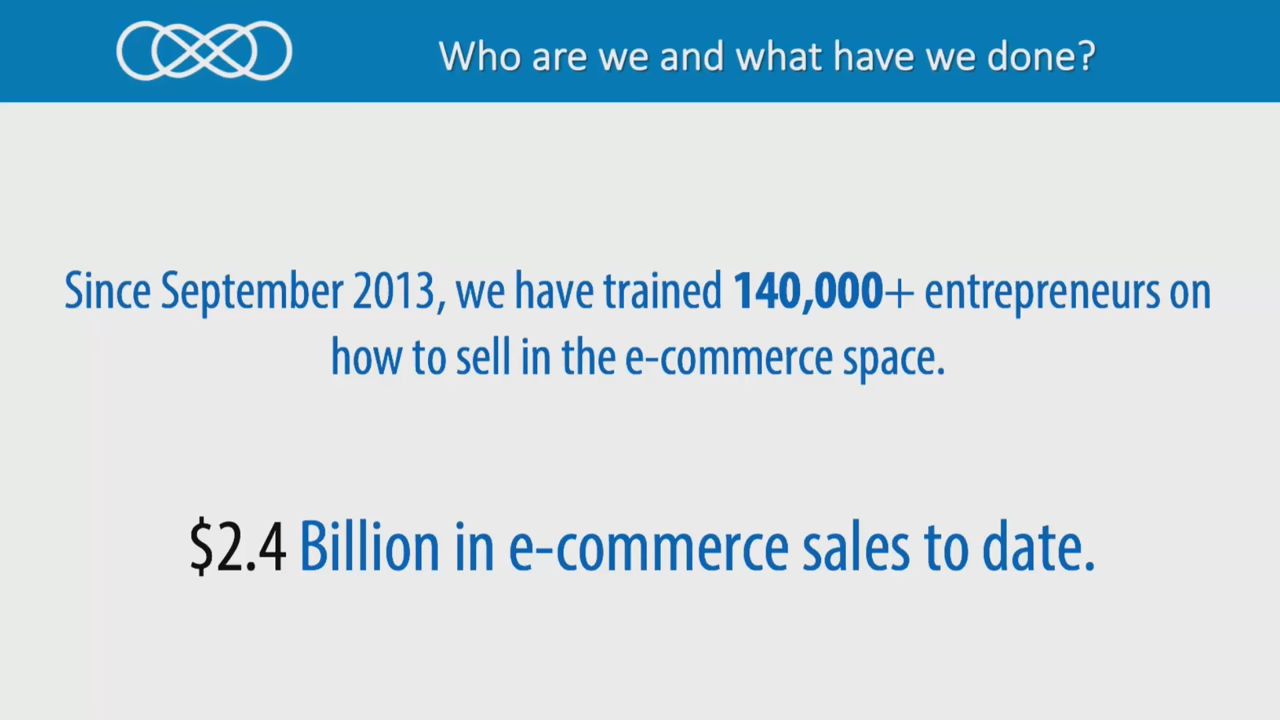 Who are we and what have we done?
Since September 2013, we have trained 140,000+ entrepreneurs on
how to sell in the e-commerce space.
$2.4 Billion in e-commerce sales to date.